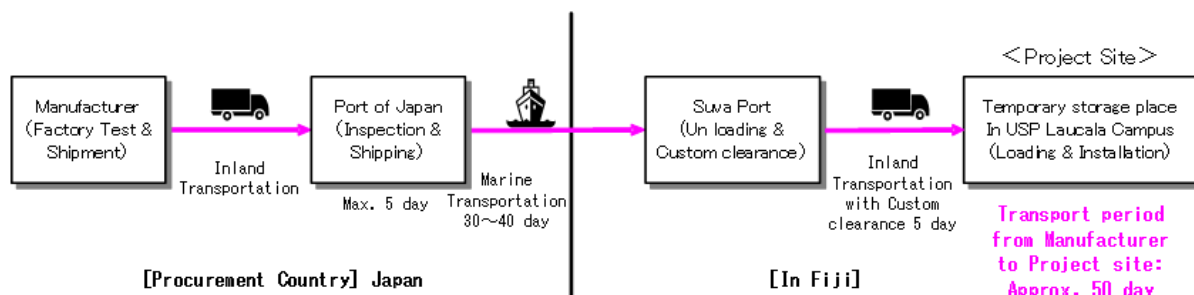 ＜Project Site＞
Manufacturer
(Factory Test &
Shipment)
Inland
Transportation
Port of Japan
(Inspection &
Shipping)
Max. 5 day
Marine
Transportation
30～40 day
Suva Port
(Un loading &
Custom clearance)
Inland
Transportation
with Custom
clearance 5 day
Temporary storage place
In USP Laucala Campus
(Loading & Installation)
Transport period
from Manufacturer
to Project site:
Approx. 50 day
[Procurement Country] Japan
[In Fiji]